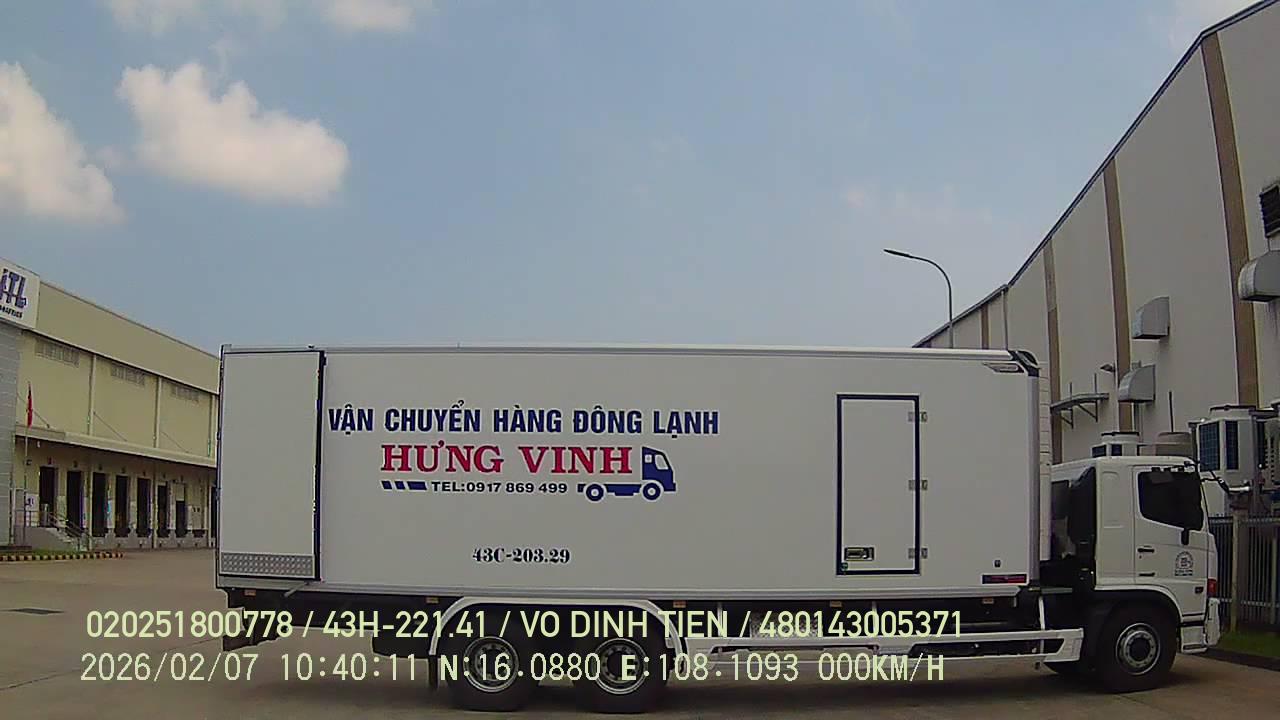 ITL
VẬN CHUYỂN HÀNG ĐÔNG LẠNH
HƯNG VINH
TEL:0917 869 499
43C-203.29
020251800778 / 43H-221.41 / VO DINH TIEN / 480143005371
2026/02/07 10:40:11 N:16.0880 E:108.1093 000KM/H